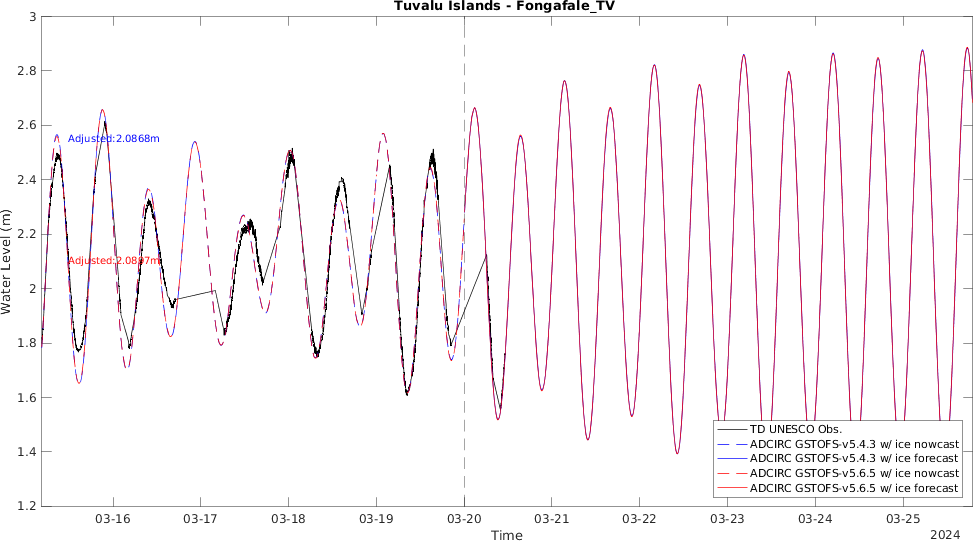 Tuvalu Islands - Fongafale_TV
3
2.8
2.6
2.4
2.2
2
1.8
1.6
1.4
1.2
Water Level (m)
Adjusted:2.0868m
TD UNESCO Obs.
ADCIRC GSTOFS-v5.4.3 w/ ice nowcast
ADCIRC GSTOFS-v5.4.3 w/ ice forecast
ADCIRC GSTOFS-v5.6.5 w/ ice nowcast
ADCIRC GSTOFS-v5.6.5 w/ ice forecast
03-16 03-17 03-18 03-19 03-20 03-21 03-22 03-23 03-24 03-25
Time
2024